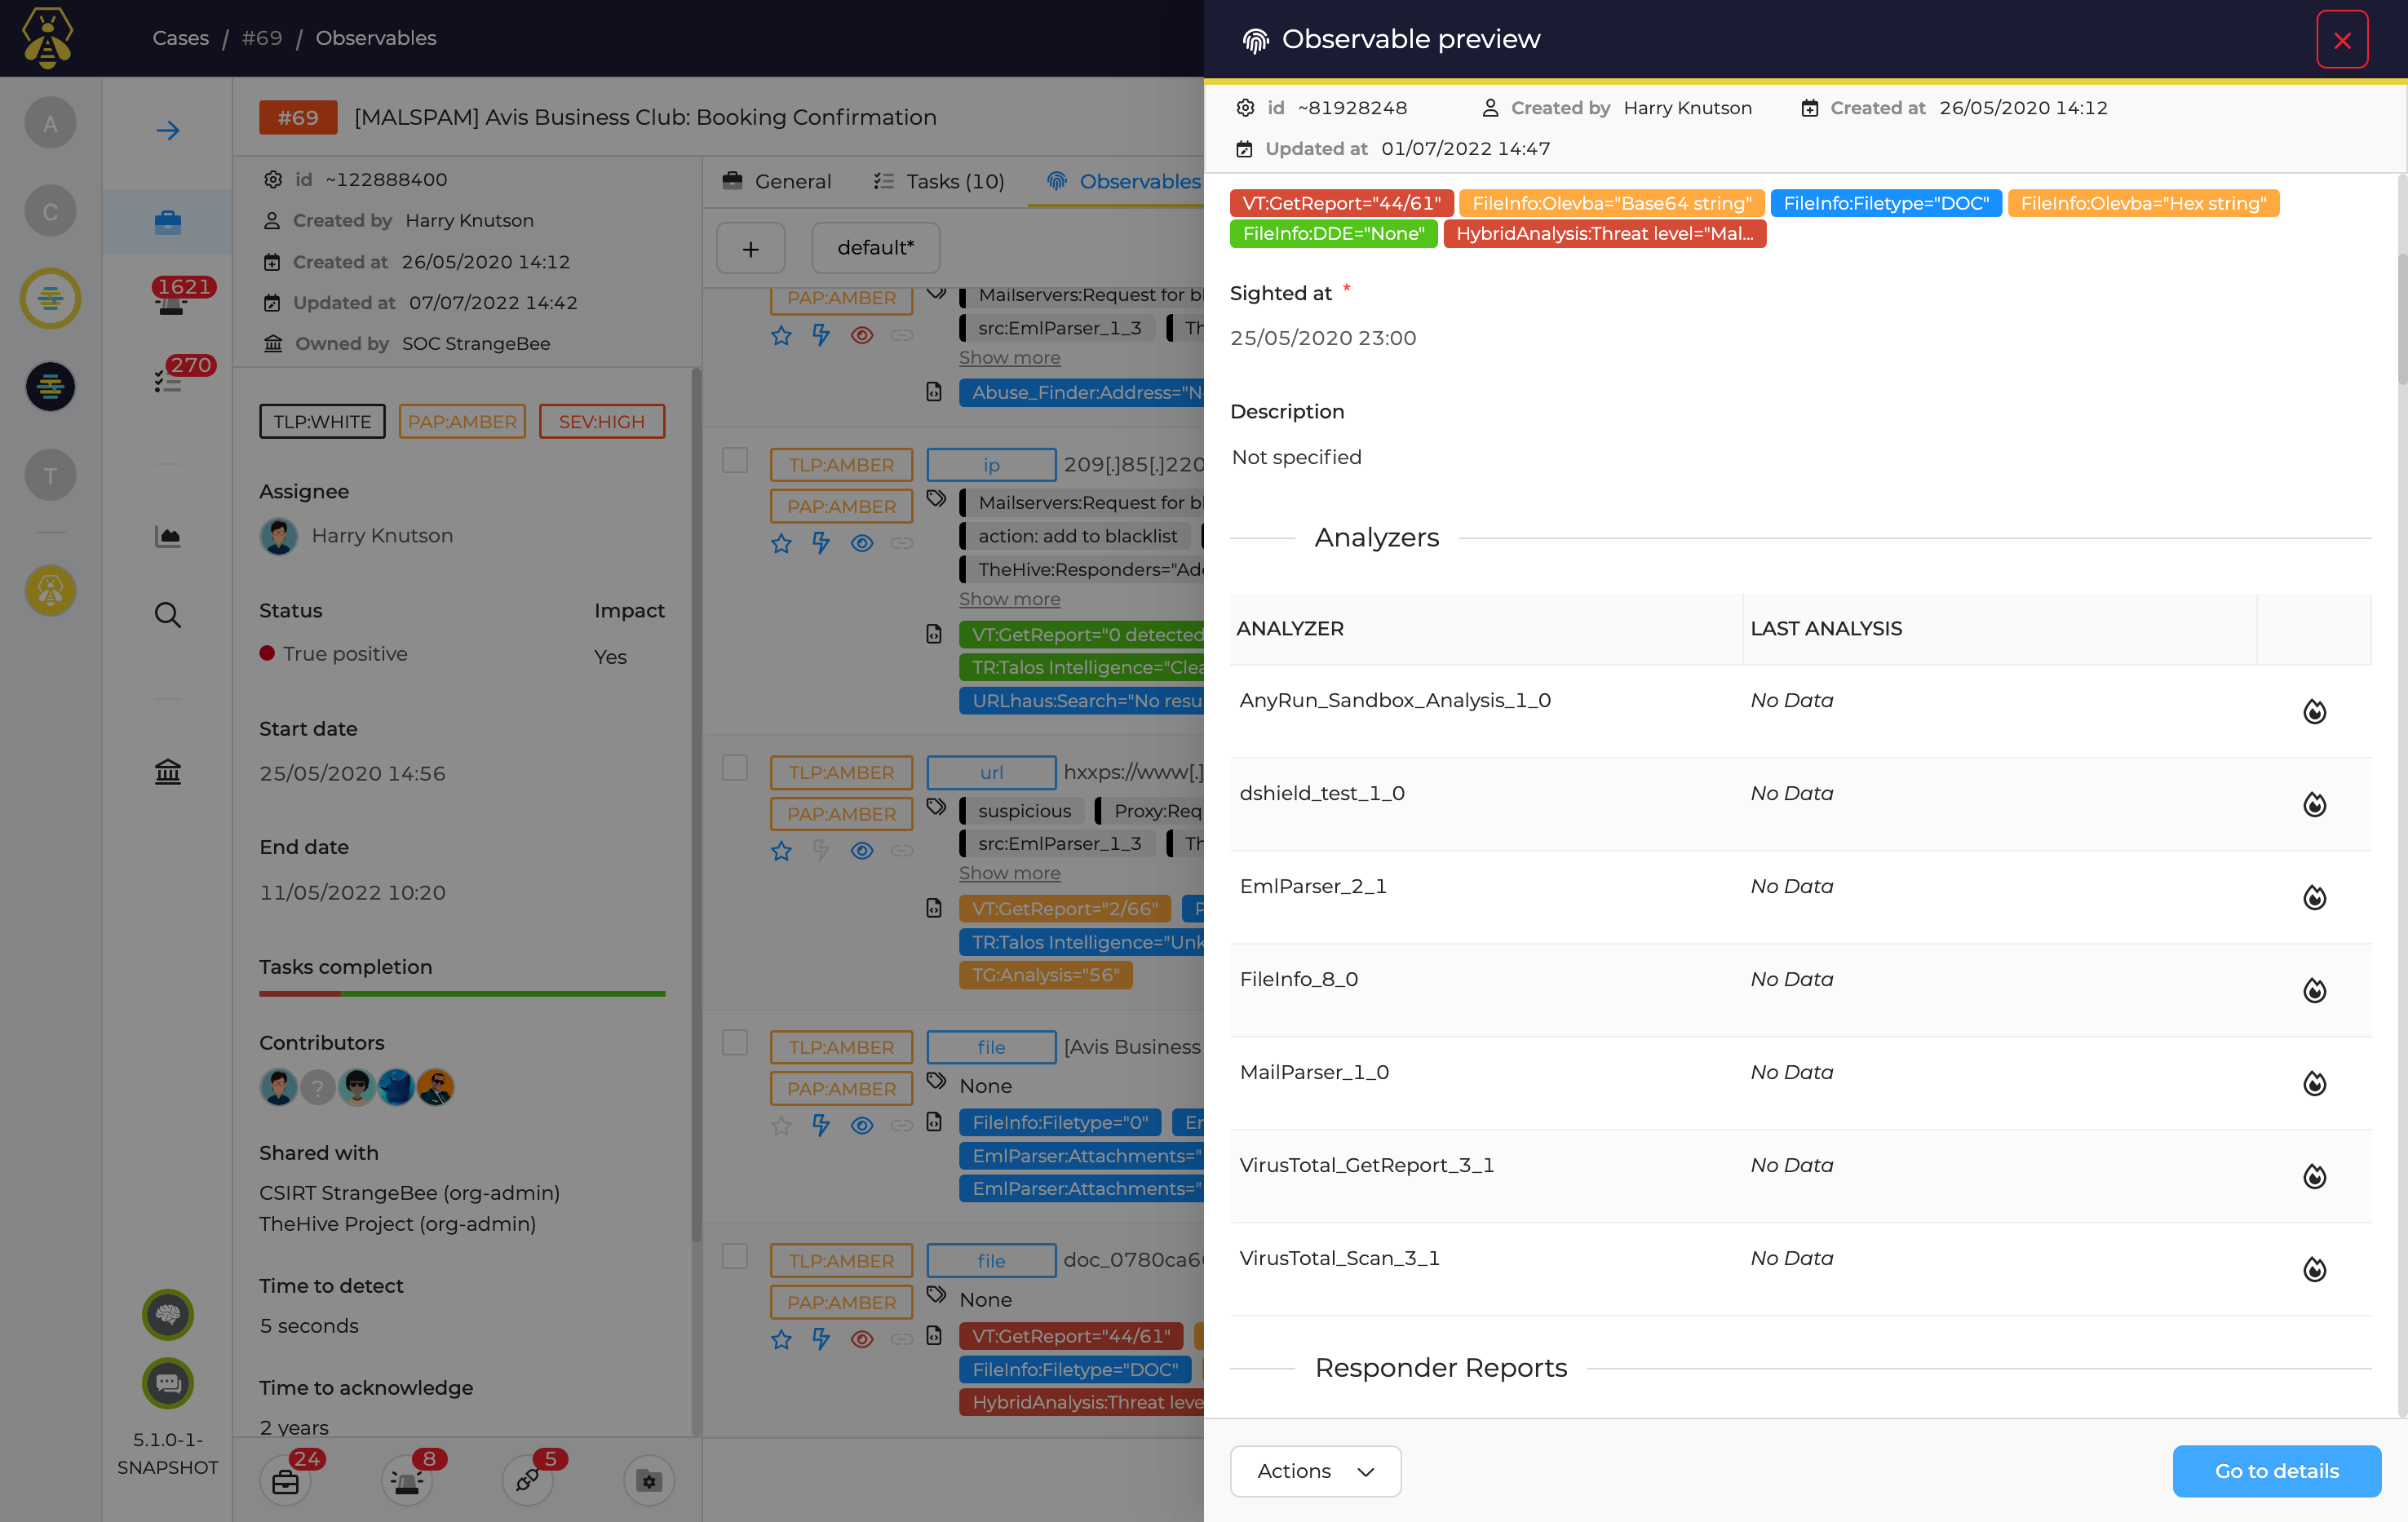 Cases / #69 / Observables
A
C
T
1621
270
5.1.0-1-
SNAPSHOT
#69 [MALSPAM] Avis Business Club: Booking Confirmation
id ~122888400
Created by Harry Knutson
Created at 26/05/2020 14:12
Updated at 07/07/2022 14:42
Owned by SOC StrangeBee
TLP:WHITE PAP:AMBER SEV:HIGH
Assignee
Harry Knutson
Status Impact
True positive Yes
Start date
25/05/2020 14:56
End date
11/05/2022 10:20
Tasks completion
Contributors
?
Shared with
CSIRT StrangeBee (org-admin)
TheHive Project (org-admin)
Time to detect
5 seconds
Time to acknowledge
2 years
24 8 5
General Tasks (10) Observables
+ default*
PAP:AMBER Mailservers:Request for bl
src:EmlParser_1_3 Th
Show more
Abuse_Finder:Address="N
TLP:AMBER ip 209[.]85[.]220
PAP:AMBER Mailservers:Request for bl
action: add to blacklist
TheHive:Responders="Ad
Show more
VT:GetReport="0 detected
TR:Talos Intelligence="Clea
URLhaus:Search="No resu
TLP:AMBER url hxxps://www[.]
PAP:AMBER suspicious Proxy:Req
src:EmlParser_1_3 Th
Show more
VT:GetReport="2/66" P
TR:Talos Intelligence="Unk
TG:Analysis="56"
TLP:AMBER file [Avis Business
PAP:AMBER None
FileInfo:Filetype="0" Er
EmlParser:Attachments="
EmlParser:Attachments="
TLP:AMBER file doc_0780ca6
PAP:AMBER None
VT:GetReport="44/61"
FileInfo:Filetype="DOC"
HybridAnalysis:Threat leve
Observable preview
id ~81928248 Created by Harry Knutson Created at 26/05/2020 14:12
Updated at 01/07/2022 14:47
VT:GetReport="44/61" FileInfo:Olevba="Base64 string" FileInfo:Filetype="DOC" FileInfo:Olevba="Hex string"
FileInfo:DDE="None" HybridAnalysis:Threat level="Mal...
Sighted at *
25/05/2020 23:00
Description
Not specified
Analyzers
ANALYZER LAST ANALYSIS
AnyRun_Sandbox_Analysis_1_0 No Data
dshield_test_1_0 No Data
EmlParser_2_1 No Data
FileInfo_8_0 No Data
MailParser_1_0 No Data
VirusTotal_GetReport_3_1 No Data
VirusTotal_Scan_3_1 No Data
Responder Reports
Actions Go to details